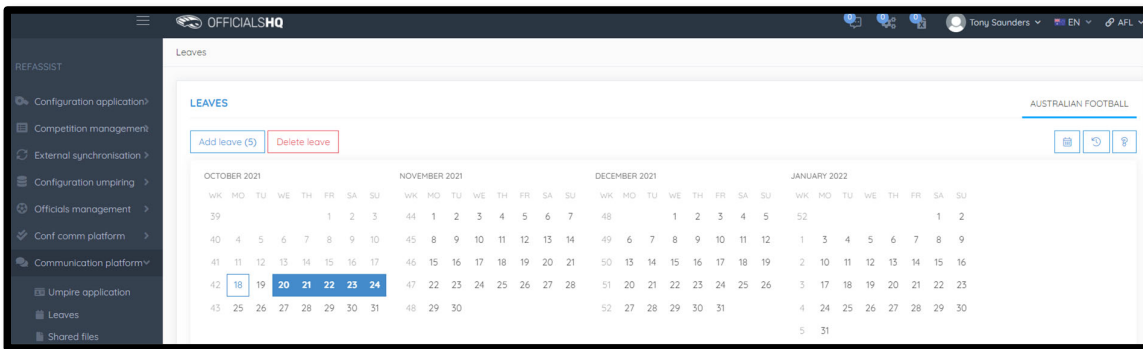 OFFICIALSHQ
0 0 0 Tony Saunders EN AFL
REFASSIST
Configuration application
Competition management
External synchronisation
Configuration umpiring
Officials management
Conf comm platform
Communication platform
Umpire application
Leaves
Shared files
Leaves
LEAVES
AUSTRALIAN FOOTBALL
Add leave (5) Delete leave
OCTOBER 2021
WK MO TU WE TH FR SA SU
39 1 2 3
40 4 5 6 7 8 9 10
41 11 12 13 14 15 16 17
42 18 19 20 21 22 23 24
43 25 26 27 28 29 30 31
NOVEMBER 2021
WK MO TU WE TH FR SA SU
44 1 2 3 4 5 6 7
45 8 9 10 11 12 13 14
46 15 16 17 18 19 20 21
47 22 23 24 25 26 27 28
48 29 30
DECEMBER 2021
WK MO TU WE TH FR SA SU
48 1 2 3 4 5
49 6 7 8 9 10 11 12
50 13 14 15 16 17 18 19
51 20 21 22 23 24 25 26
52 27 28 29 30 31
JANUARY 2022
WK MO TU WE TH FR SA SU
52 1 2
1 3 4 5 6 7 8 9
2 10 11 12 13 14 15 16
3 17 18 19 20 21 22 23
4 24 25 26 27 28 29 30
5 31